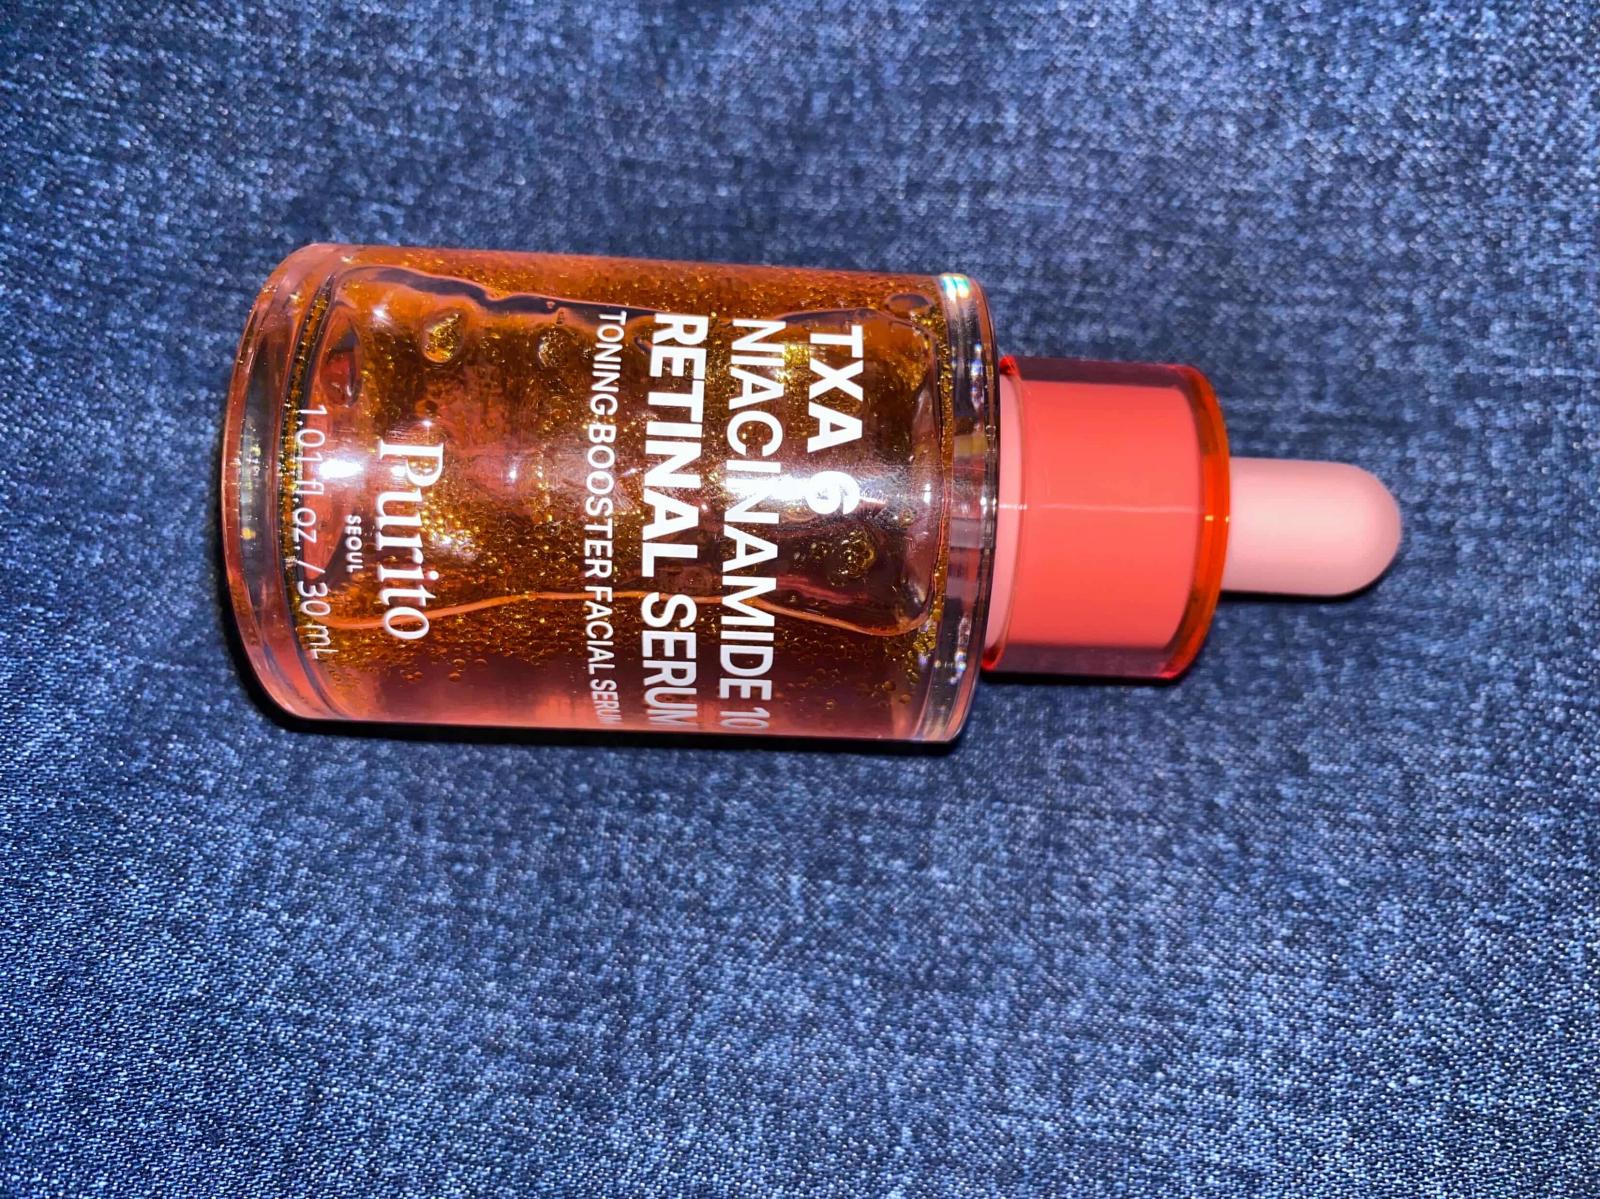 TXA 6
NIACINAMIDE 10
RETINAL SERUM
TONING BOOSTER FACIAL SERUM
Purito
SEOUL
1.01 fl.oz. / 30 mL